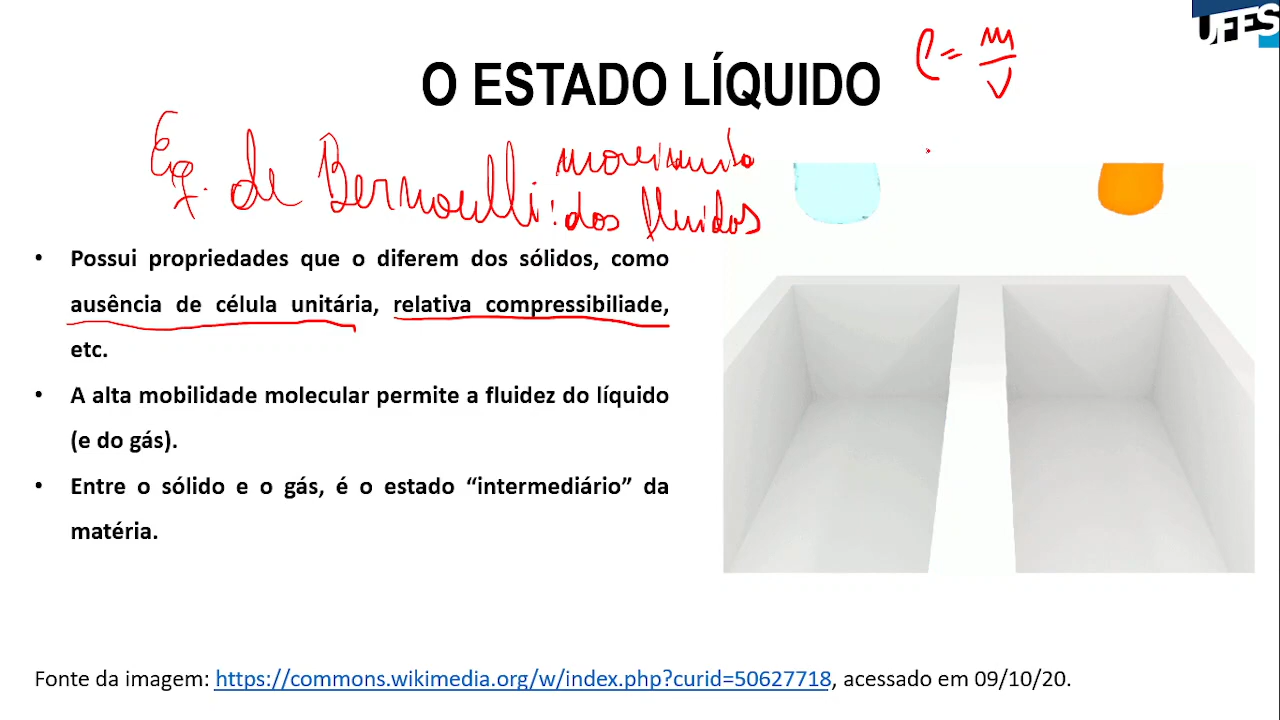 UFES
O ESTADO LÍQUIDO
ρ = m/V
Eq. de Bernoulli: movimento dos fluidos
• Possui propriedades que o diferem dos sólidos, como
ausência de célula unitária, relativa compressibiliade,
etc.
• A alta mobilidade molecular permite a fluidez do líquido
(e do gás).
• Entre o sólido e o gás, é o estado “intermediário” da
matéria.
Fonte da imagem: https://commons.wikimedia.org/w/index.php?curid=50627718, acessado em 09/10/20.